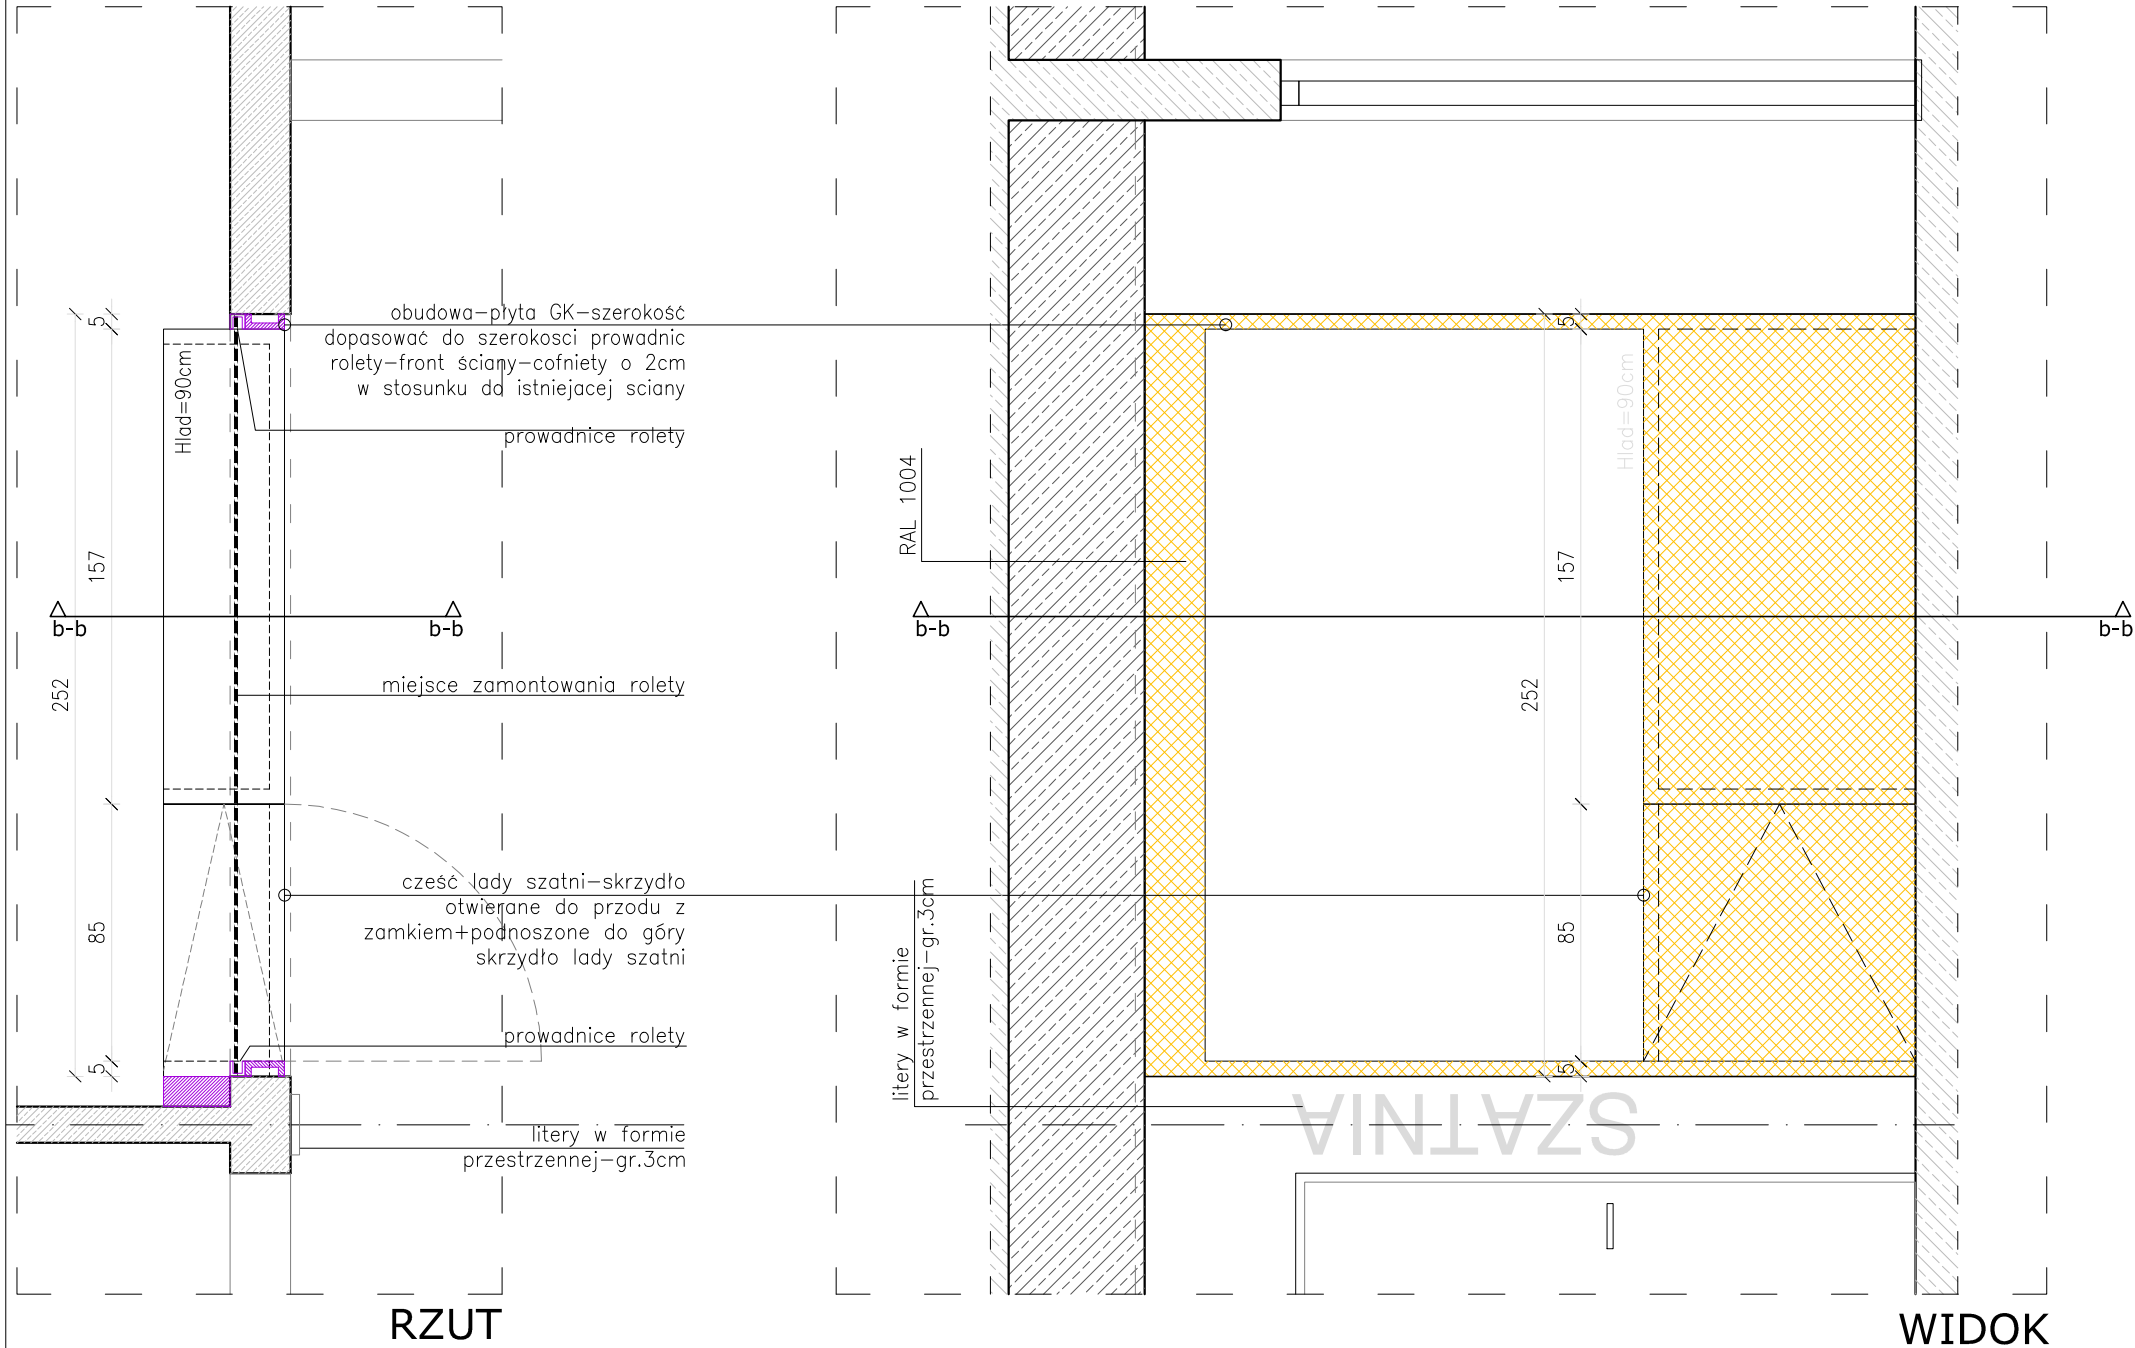 obudowa-płyta GK-szerokość
dopasować do szerokosci prowadnic
rolety-front ściany-cofniety o 2cm
w stosunku do istniejacej sciany
prowadnice rolety
5
Hlad=90cm
157
b-b
b-b
252
miejsce zamontowania rolety
85
cześć lady szatni-skrzydło
otwierane do przodu z
zamkiem+podnoszone do góry
skrzydło lady szatni
prowadnice rolety
5
litery w formie
przestrzennej-gr.3cm
RZUT
5
Hlad=90cm
RAL 1004
157
b-b
b-b
252
85
litery w formie
przestrzennej-gr.3cm
5
SZATNIA
WIDOK